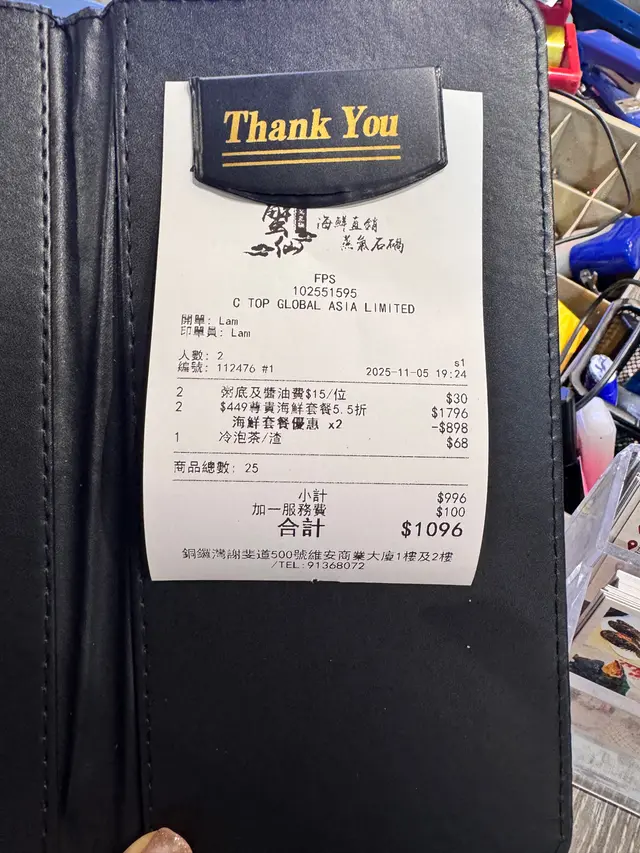 Thank You
蟹仙
海鮮直銷
蒸氣石鍋
FPS
102551595
C TOP GLOBAL ASIA LIMITED
開單: Lam
印單員: Lam
人數: 2 s1
編號: 112476 #1 2025-11-05 19:24
2 粥底及醬油費$15/位 $30
2 $449尊貴海鮮套餐5.5折 $1796
海鮮套餐優惠 x2 -$898
1 冷泡茶/渣 $68
商品總數: 25
小計 $996
加一服務費 $100
合計 $1096
銅鑼灣謝斐道500號維安商業大廈1樓及2樓
/TEL:91368072